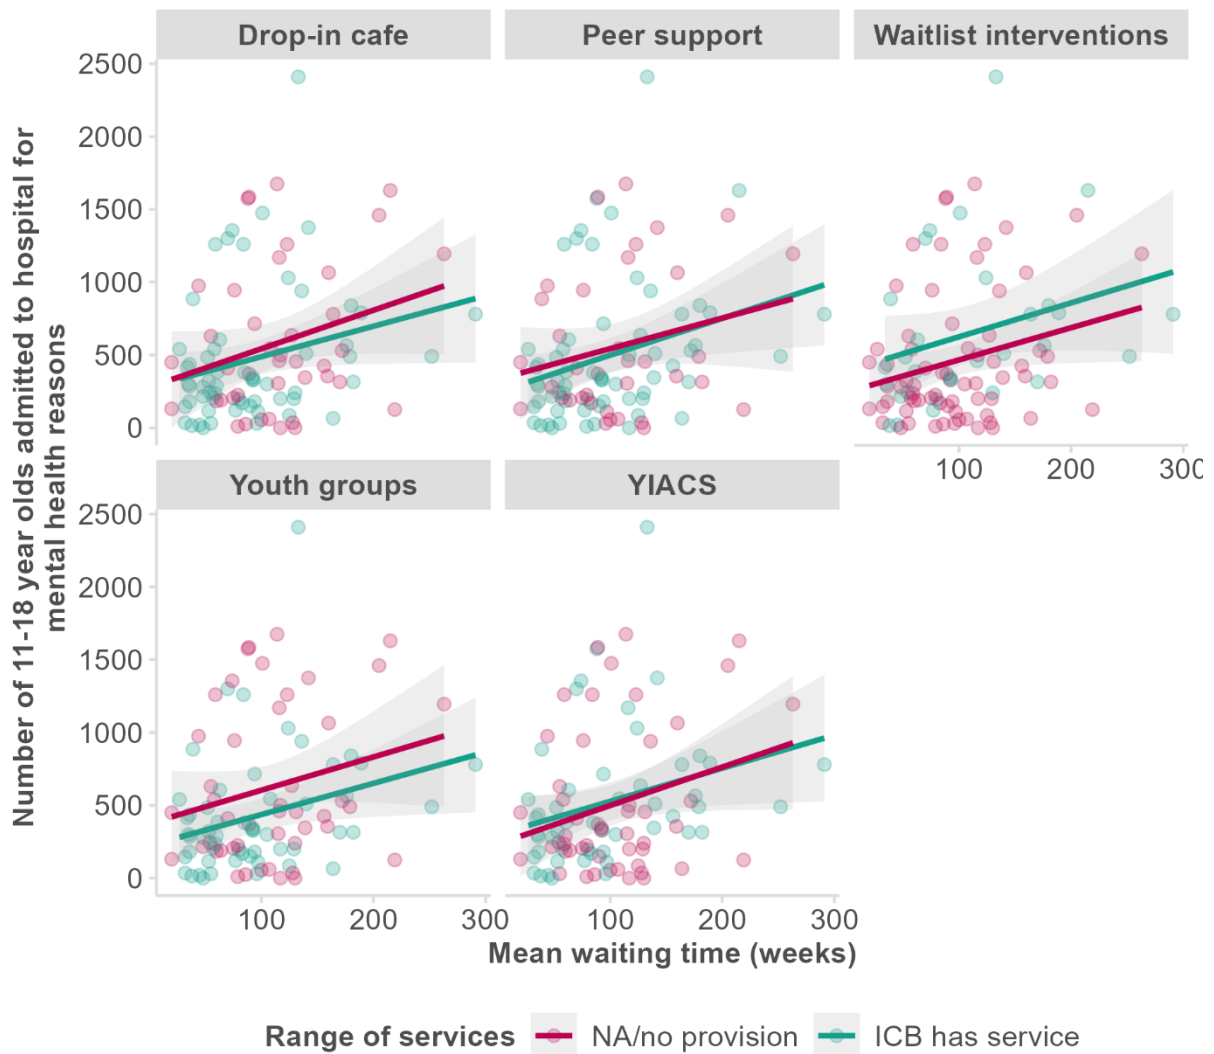 Drop-in cafe
Peer support
Waitlist interventions
Number of 11-18 year olds admitted to hospital for
mental health reasons
2500
2000
1500
1000
500
0
100
200
300
Youth groups
YIACS
2500
2000
1500
1000
500
0
100
200
300
100
200
300
Mean waiting time (weeks)
Range of services
NA/no provision
ICB has service